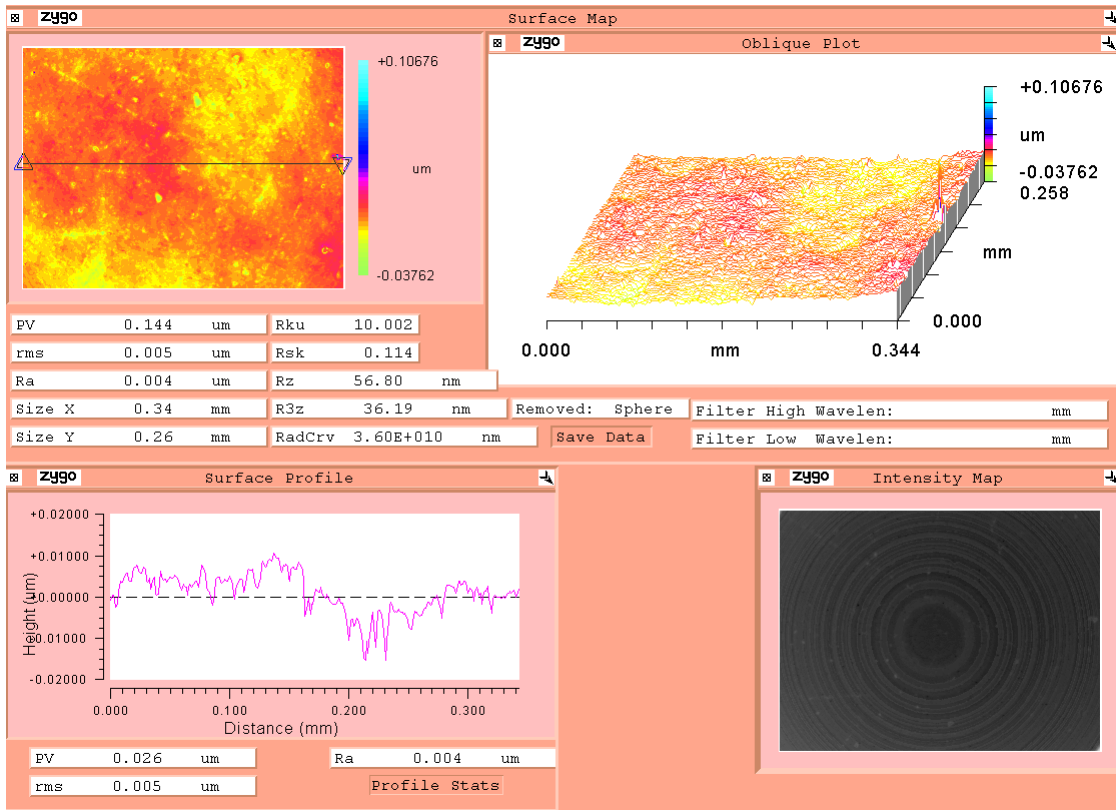 zygo Surface Map
+0.10676
um
-0.03762
zygo Oblique Plot
+0.10676
um
-0.03762
0.258
mm
0.000
0.000 mm 0.344
PV 0.144 um
rms 0.005 um
Ra 0.004 um
Size X 0.34 mm
Size Y 0.26 mm
Rku 10.002
Rsk 0.114
Rz 56.80 nm
R3z 36.19 nm
RadCrv 3.60E+010 nm
Removed: Sphere
Save Data
Filter High Wavelen: mm
Filter Low Wavelen: mm
zygo Surface Profile
+0.02000
+0.01000
+0.00000
-0.01000
-0.02000
Height (um)
0.000 0.100 0.200 0.300
Distance (mm)
PV 0.026 um
rms 0.005 um
Ra 0.004 um
Profile Stats
zygo Intensity Map